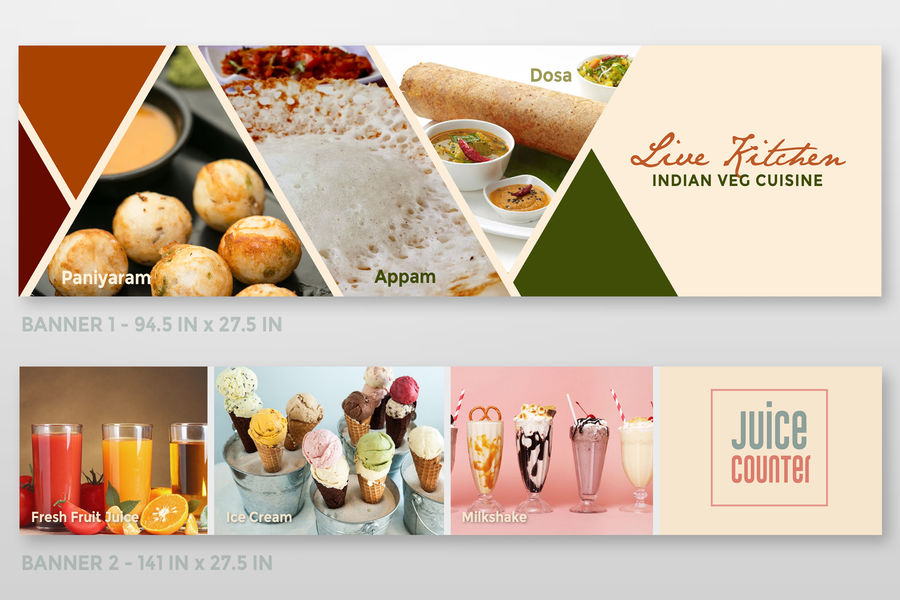 Dosa
Live Kitchen
INDIAN VEG CUISINE
Paniyaram
Appam
BANNER 1 - 94.5 IN x 27.5 IN
JUICE
COUNTER
Fresh Fruit Juice
Ice Cream
Milkshake
BANNER 2 - 141 IN x 27.5 IN